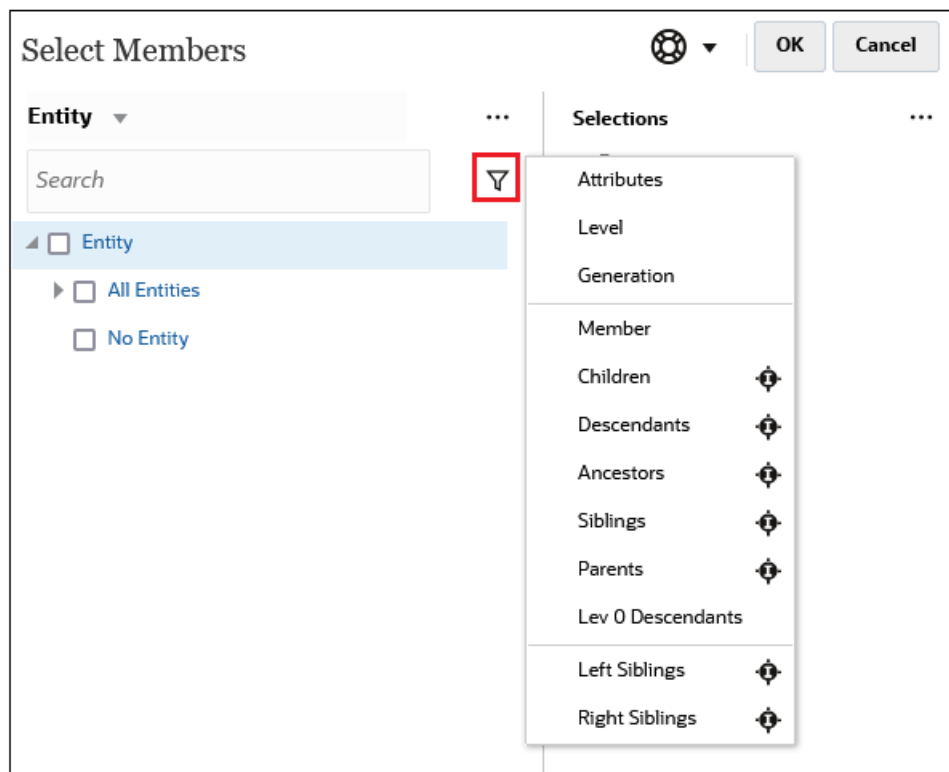 Select Members
OK
Cancel
Entity
...
Selections
...
Search
Entity
All Entities
No Entity
Attributes
Level
Generation
Member
Children
Descendants
Ancestors
Siblings
Parents
Lev 0 Descendants
Left Siblings
Right Siblings